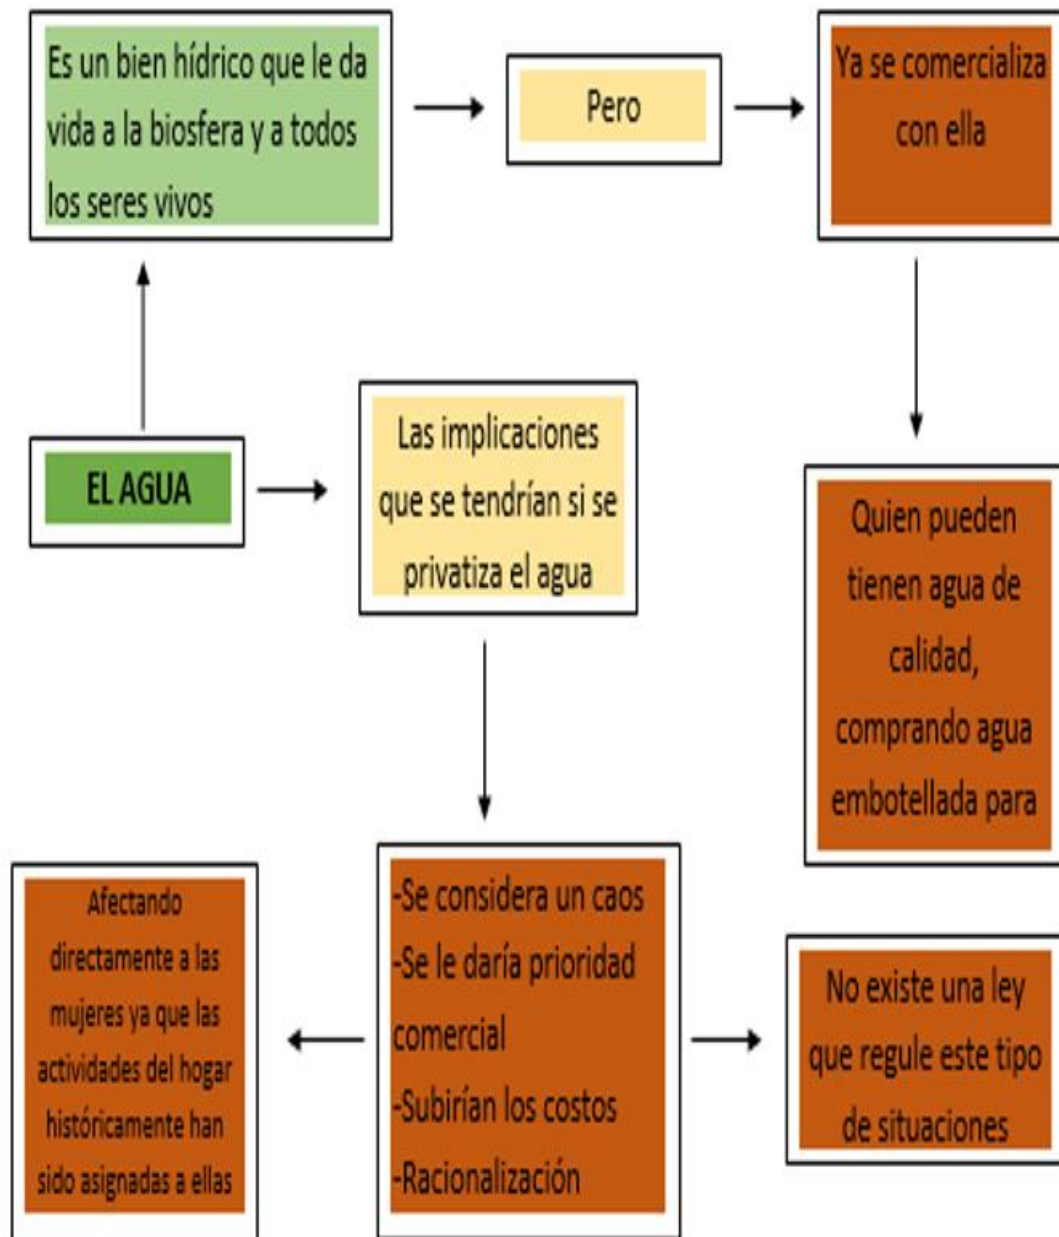 Es un bien hídrico que le da
vida a la biosfera y a todos
los seres vivos
Pero
Ya se comercializa
con ella
EL AGUA
Las implicaciones
que se tendrían si se
privatiza el agua
Quien pueden
tienen agua de
calidad,
comprando agua
embotellada para
Afectando
directamente a las
mujeres ya que las
actividades del hogar
históricamente han
sido asignadas a ellas
-Se considera un caos
-Se le daría prioridad
comercial
-Subirían los costos
-Racionalización
No existe una ley
que regule este tipo
de situaciones